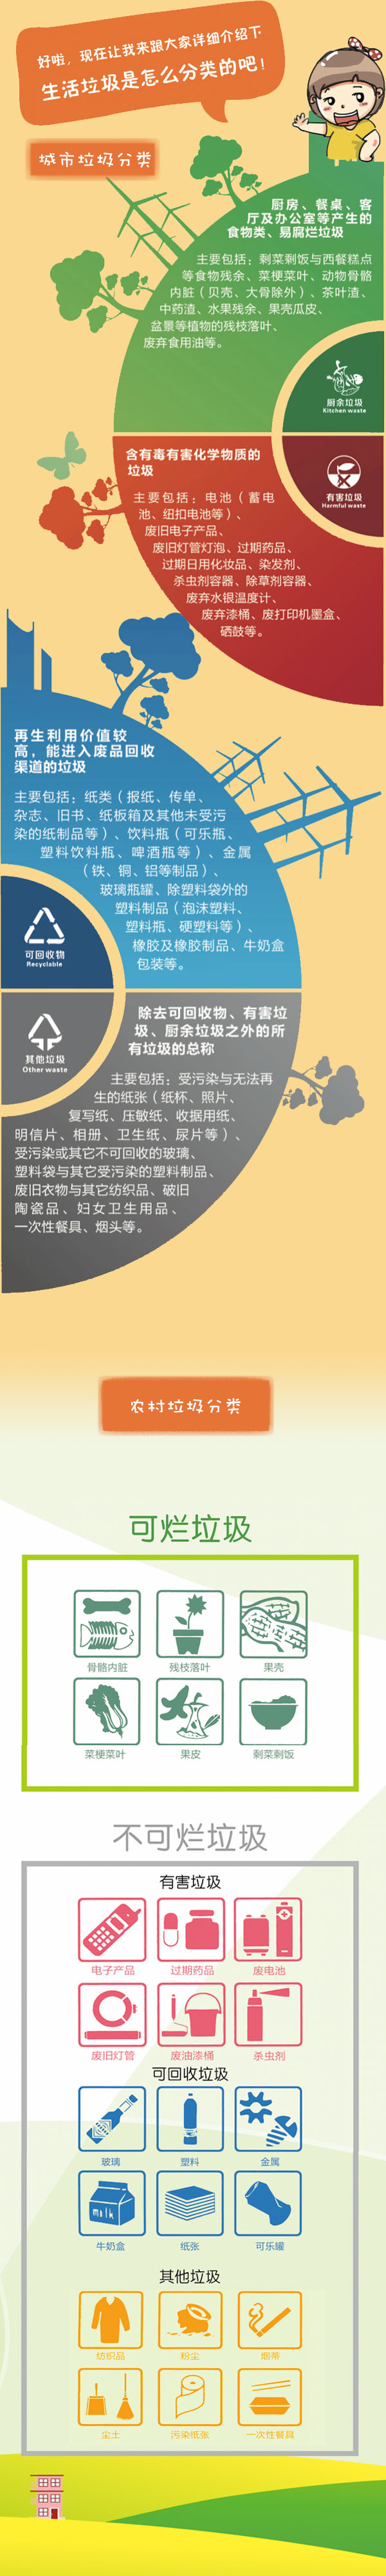 好啦，现在让我来跟大家详细介绍下
生活垃圾是怎么分类的吧！
城市垃圾分类
厨房、餐桌、客
厅及办公室等产生的
食物类、易腐烂垃圾
主要包括：剩菜剩饭与西餐糕点
等食物残余、菜梗菜叶、动物骨骼
内脏（贝壳、大骨除外）、茶叶渣、
中药渣、水果残余、果壳瓜皮、
盆景等植物的残枝落叶、
废弃食用油等。
厨余垃圾
Kitchen waste
含有毒有害化学物质的
垃圾
主要包括：电池（蓄电
池、纽扣电池等）、
废旧电子产品、
废旧灯管灯泡、过期药品、
过期日用化妆品、染发剂、
杀虫剂容器、除草剂容器、
废弃水银温度计、
废弃漆桶、废打印机墨盒、
硒鼓等。
有害垃圾
Harmful waste
再生利用价值较
高，能进入废品回收
渠道的垃圾
主要包括：纸类（报纸、传单、
杂志、旧书、纸板箱及其他未受污
染的纸制品等）、饮料瓶（可乐瓶、
塑料饮料瓶、啤酒瓶等）、金属
（铁、铜、铝等制品）、
玻璃瓶罐、除塑料袋外的
塑料制品（泡沫塑料、
塑料瓶、硬塑料等）、
橡胶及橡胶制品、牛奶盒
包装等。
可回收物
Recyclable
其他垃圾
Other waste
除去可回收物、有害垃
圾、厨余垃圾之外的所
有垃圾的总称
主要包括：受污染与无法再
生的纸张（纸杯、照片、
复写纸、压敏纸、收据用纸、
明信片、相册、卫生纸、尿片等）、
受污染或其它不可回收的玻璃、
塑料袋与其它受污染的塑料制品、
废旧衣物与其它纺织品、破旧
陶瓷品、妇女卫生用品、
一次性餐具、烟头等。
农村垃圾分类
可烂垃圾
骨骼内脏 残枝落叶 果壳
菜梗菜叶 果皮 剩菜剩饭
不可烂垃圾
有害垃圾
电子产品 过期药品 废电池
废旧灯管 废油漆桶 杀虫剂
可回收垃圾
玻璃 塑料 金属
milk
牛奶盒 纸张 可乐罐
其他垃圾
纺织品 粉尘 烟蒂
尘土 污染纸张 一次性餐具